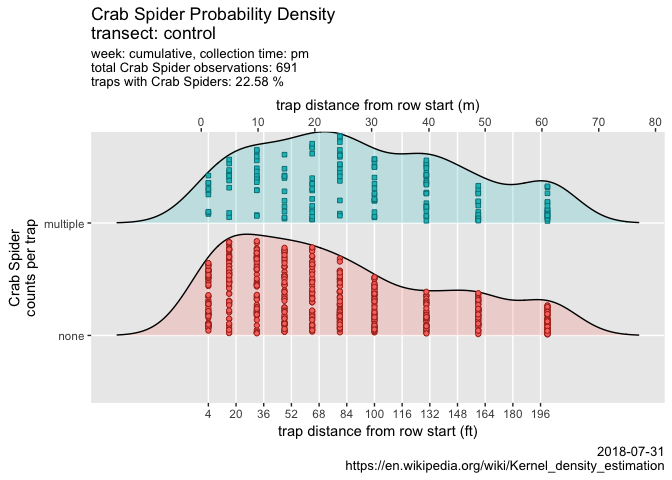 Crab Spider Probability Density
transect: control
week: cumulative, collection time: pm
total Crab Spider observations: 691
traps with Crab Spiders: 22.58 %
trap distance from row start (m)
0 10 20 30 40 50 60 70 80
Crab Spider
counts per trap
multiple
none
4 20 36 52 68 84 100 116 132 148 164 180 196
trap distance from row start (ft)
2018-07-31
https://en.wikipedia.org/wiki/Kernel_density_estimation